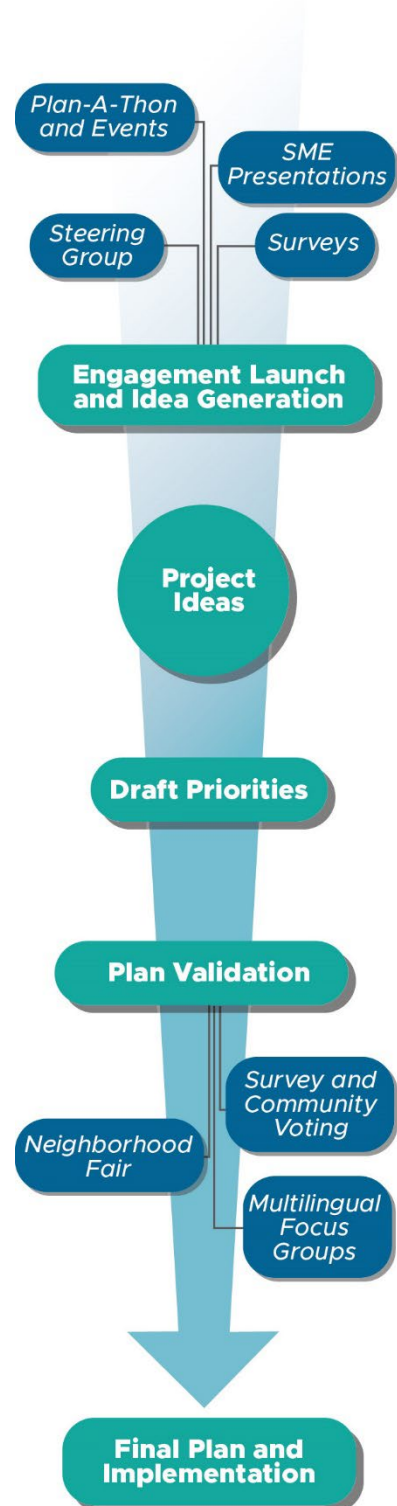 Plan-A-Thon
and Events
SME
Presentations
Steering
Group
Surveys
Engagement Launch
and Idea Generation
Project
Ideas
Draft Priorities
Plan Validation
Survey and
Community
Voting
Neighborhood
Fair
Multilingual
Focus
Groups
Final Plan and
Implementation